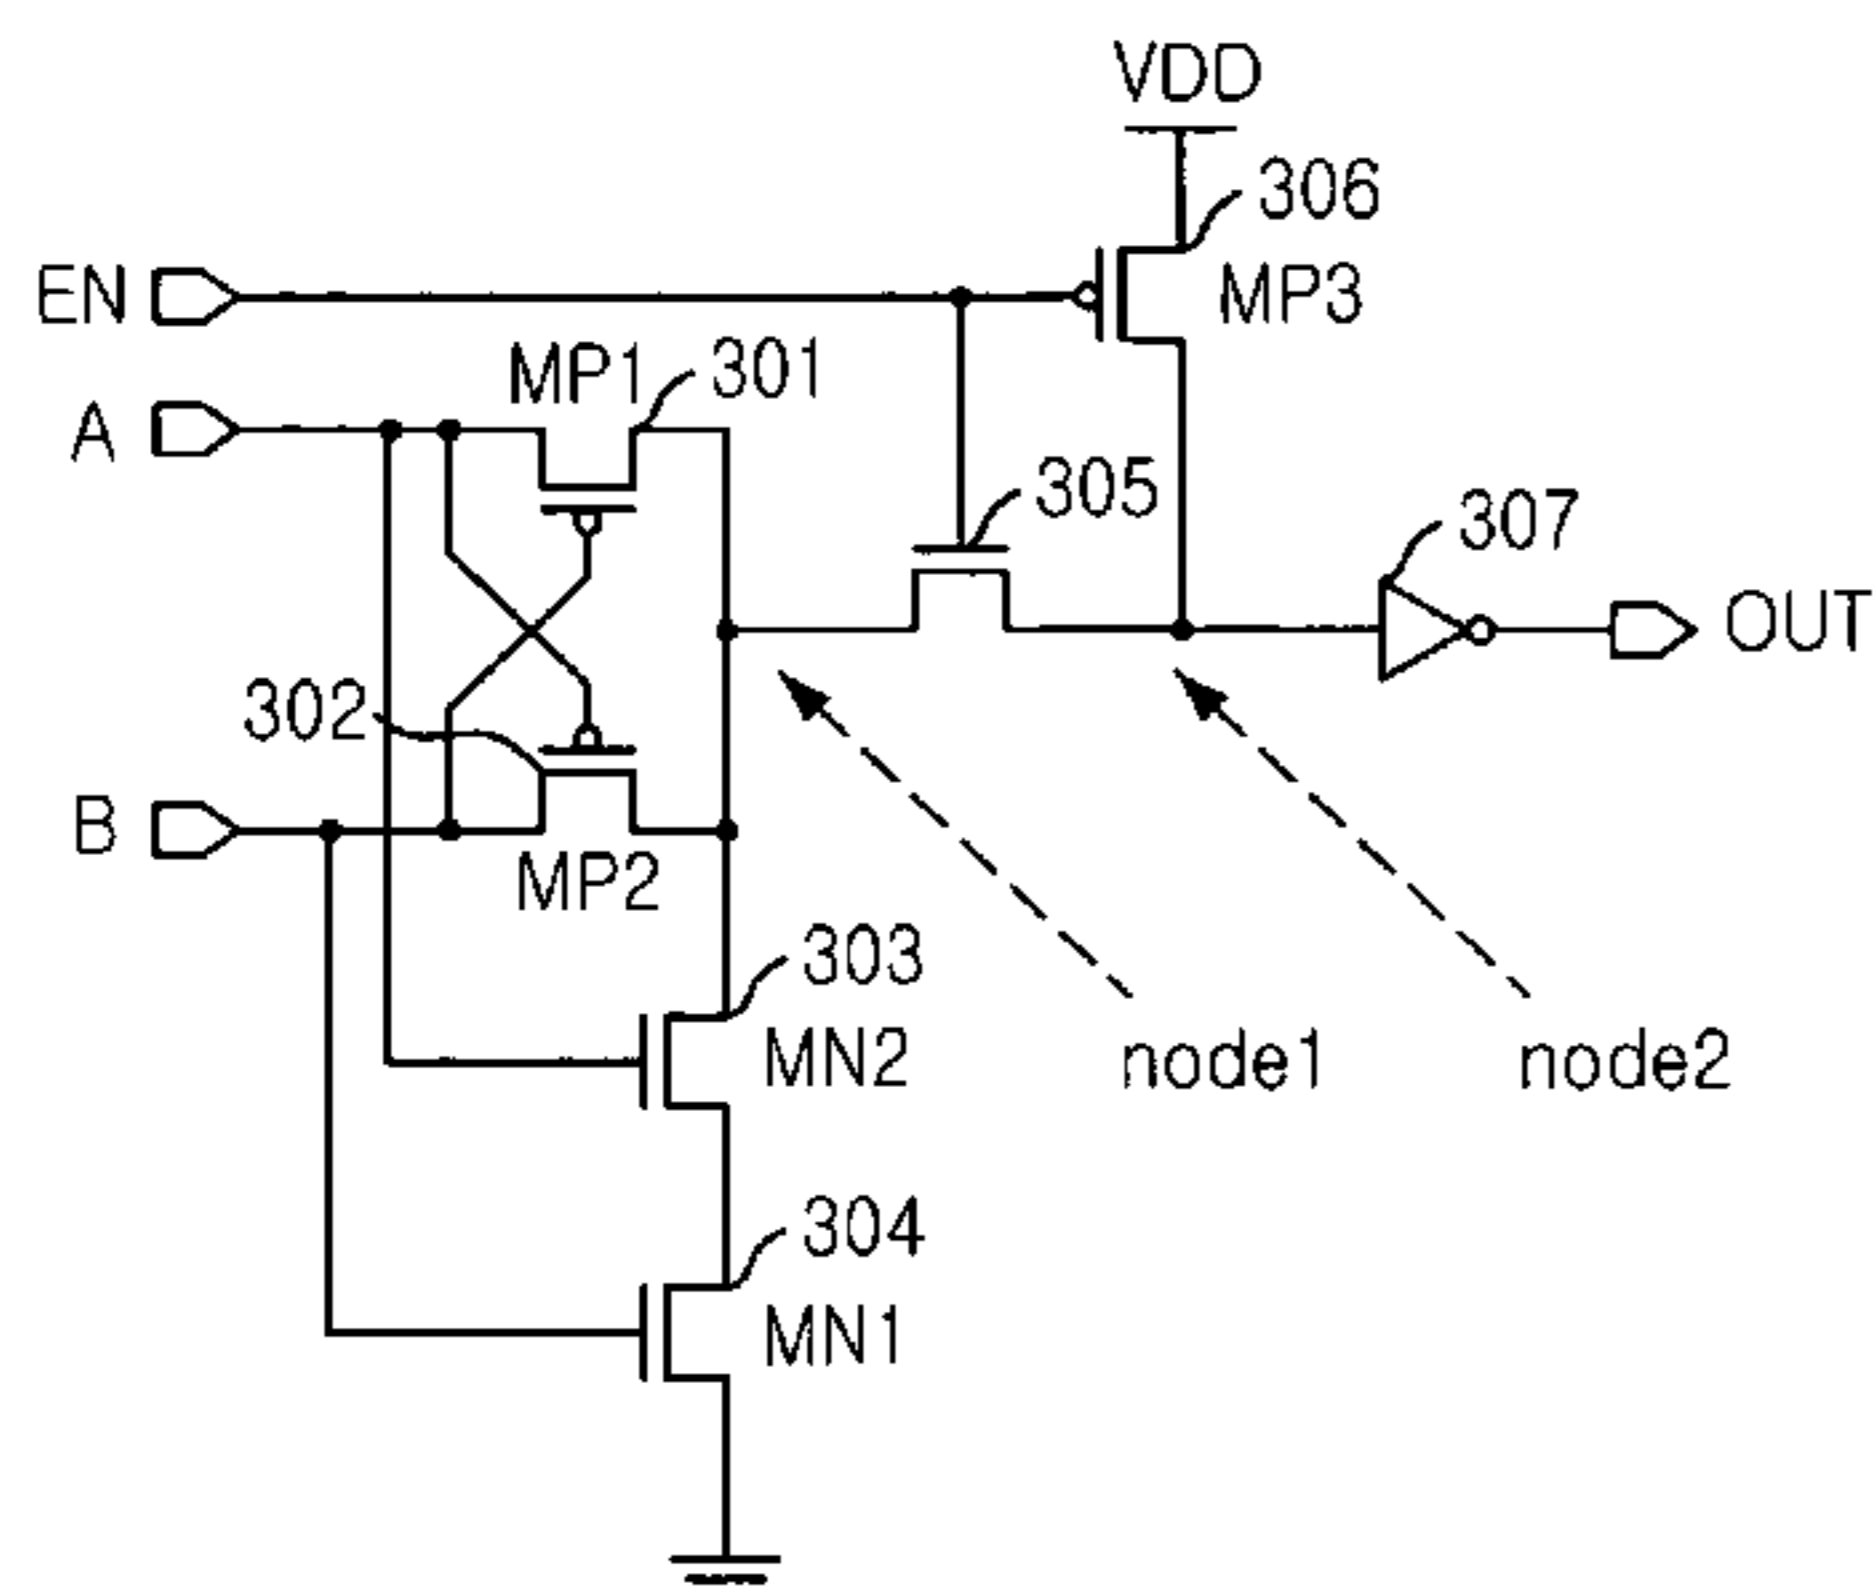 VDD
306
EN
MP3
MP1
301
A
305
307
OUT
302
B
MP2
303
MN2
node1
node2
304
MN1